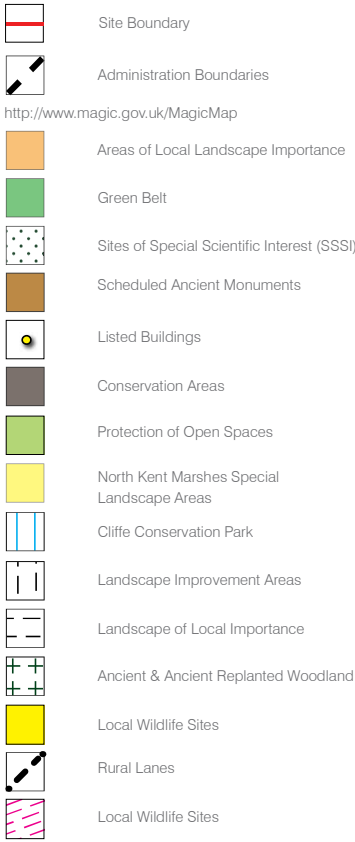 Site Boundary
Administration Boundaries
http://www.magic.gov.uk/MagicMap
Areas of Local Landscape Importance
Green Belt
Sites of Special Scientific Interest (SSSI)
Scheduled Ancient Monuments
Listed Buildings
Conservation Areas
Protection of Open Spaces
North Kent Marshes Special
Landscape Areas
Cliffe Conservation Park
Landscape Improvement Areas
Landscape of Local Importance
Ancient & Ancient Replanted Woodland
Local Wildlife Sites
Rural Lanes
Local Wildlife Sites